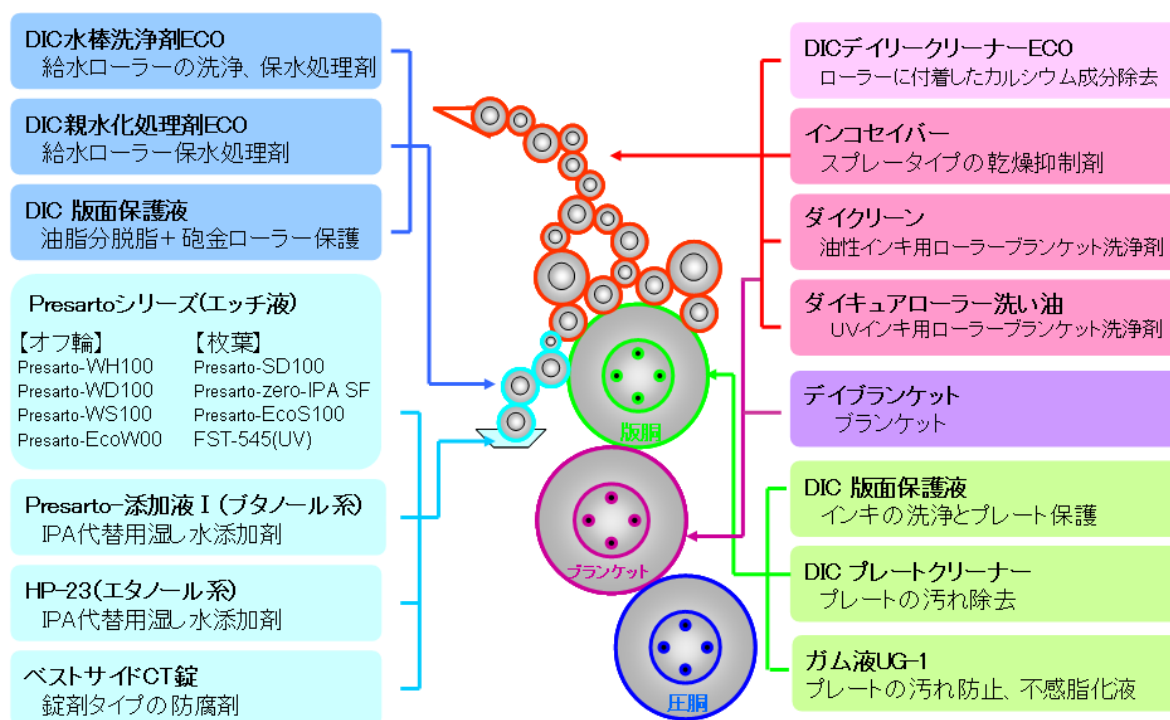 DIC水棒洗浄剤ECO
給水ローラーの洗浄、保水処理剤
DIC親水化処理剤ECO
給水ローラー保水処理剤
DIC 版面保護液
油脂分脱脂＋砲金ローラー保護
Presartoシリーズ(エッチ液)
【オフ輪】 【枚葉】
Presarto-WH100 Presarto-SD100
Presarto-WD100 Presarto-zero-IPA SF
Presarto-WS100 Presarto-EcoS100
Presarto-EcoW00 FST-545(UV)
Presarto-添加液Ⅰ(ブタノール系)
IPA代替用湿し水添加剤
HP-23(エタノール系)
IPA代替用湿し水添加剤
ベストサイドCT錠
錠剤タイプの防腐剤
版胴
ブランケット
圧胴
DICデイリークリーナーECO
ローラーに付着したカルシウム成分除去
インコセイバー
スプレータイプの乾燥抑制剤
ダイクリーン
油性インキ用ローラーブランケット洗浄剤
ダイキュアローラー洗い油
UVインキ用ローラーブランケット洗浄剤
デイブランケット
ブランケット
DIC 版面保護液
インキの洗浄とプレート保護
DIC プレートクリーナー
プレートの汚れ除去
ガム液UG-1
プレートの汚れ防止、不感脂化液